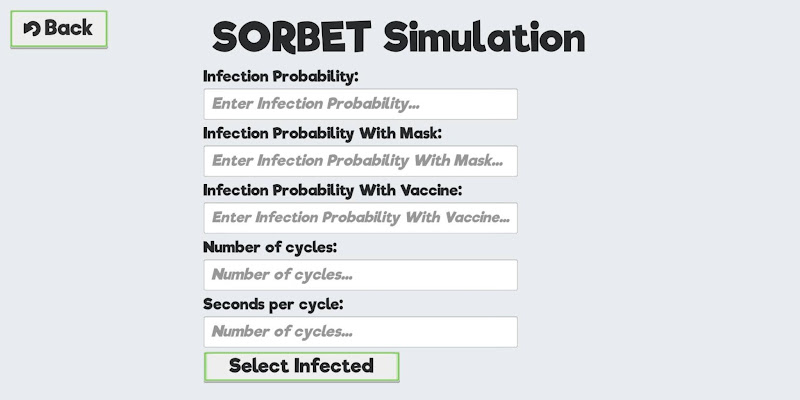 Back
SORBET Simulation
Infection Probability:
Enter Infection Probability...
Infection Probability With Mask:
Enter Infection Probability With Mask...
Infection Probability With Vaccine:
Enter Infection Probability With Vaccine...
Number of cycles:
Number of cycles...
Seconds per cycle:
Number of cycles...
Select Infected